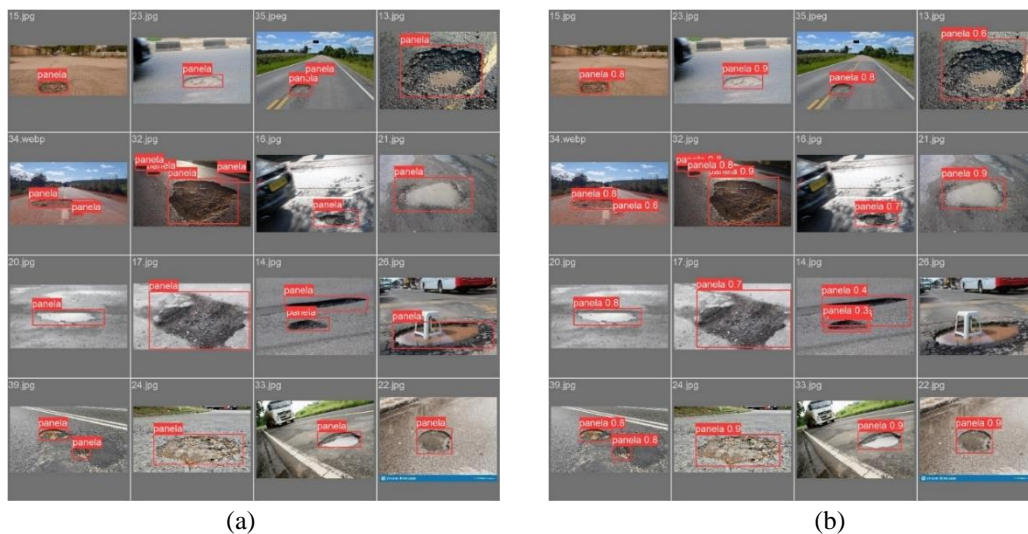 15.jpg 23.jpg 35.jpeg 13.jpg
panela panela panela panela panela
34.webp 32.jpg 16.jpg 21.jpg
panela panela panela panela panela panela panela panela
20.jpg 17.jpg 14.jpg 26.jpg
panela panela panela panela panela
39.jpg 24.jpg 33.jpg 22.jpg
panela panela panela panela panela
(a)
15.jpg 23.jpg 35.jpeg 13.jpg
panela 0.8 panela 0.9 panela 0.8 panela 0.6
34.webp 32.jpg 16.jpg 21.jpg
panela 0.8 panela 0.6 panela 0.8 panela 0.9 panela 0.7 panela 0.9
20.jpg 17.jpg 14.jpg 26.jpg
panela 0.8 panela 0.7 panela 0.4 panela 0.3
39.jpg 24.jpg 33.jpg 22.jpg
panela 0.8 panela 0.8 panela 0.9 panela 0.9 panela 0.9
(b)